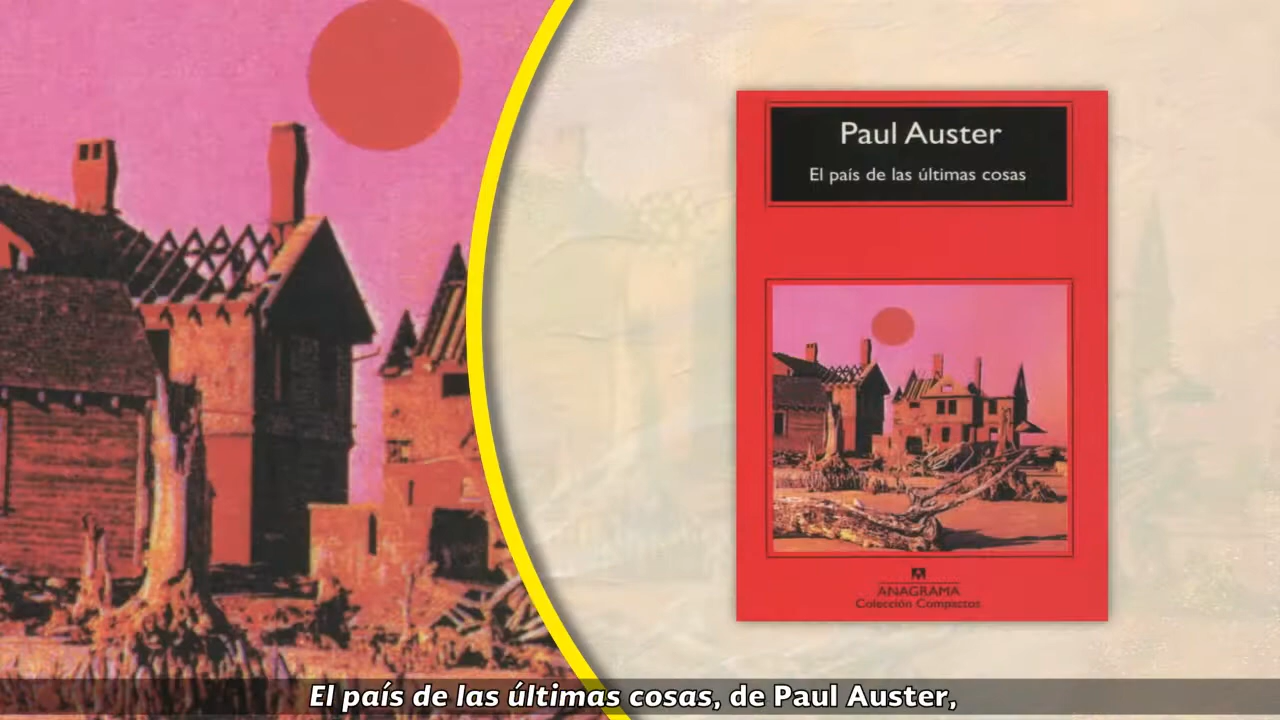 Paul Auster
El país de las últimas cosas
ANAGRAMA
Colección Compactos
El país de las últimas cosas, de Paul Auster,